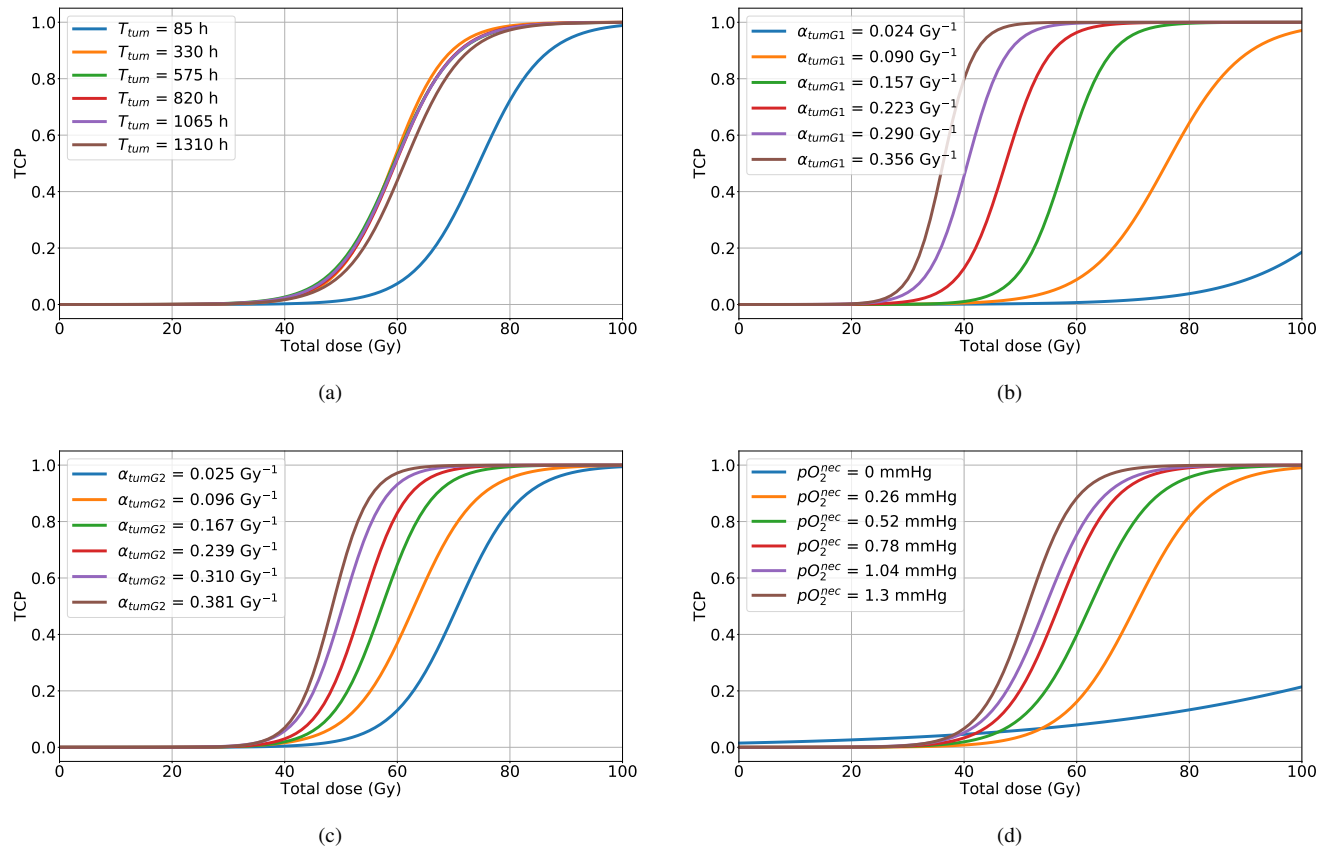 1.0
0.8
0.6
0.4
0.2
0.0
TCP
T_tum = 85 h
T_tum = 330 h
T_tum = 575 h
T_tum = 820 h
T_tum = 1065 h
T_tum = 1310 h
0 20 40 60 80 100
Total dose (Gy)
(a)
1.0
0.8
0.6
0.4
0.2
0.0
TCP
α_tumG1 = 0.024 Gy⁻¹
α_tumG1 = 0.090 Gy⁻¹
α_tumG1 = 0.157 Gy⁻¹
α_tumG1 = 0.223 Gy⁻¹
α_tumG1 = 0.290 Gy⁻¹
α_tumG1 = 0.356 Gy⁻¹
0 20 40 60 80 100
Total dose (Gy)
(b)
1.0
0.8
0.6
0.4
0.2
0.0
TCP
α_tumG2 = 0.025 Gy⁻¹
α_tumG2 = 0.096 Gy⁻¹
α_tumG2 = 0.167 Gy⁻¹
α_tumG2 = 0.239 Gy⁻¹
α_tumG2 = 0.310 Gy⁻¹
α_tumG2 = 0.381 Gy⁻¹
0 20 40 60 80 100
Total dose (Gy)
(c)
1.0
0.8
0.6
0.4
0.2
0.0
TCP
pO₂^nec = 0 mmHg
pO₂^nec = 0.26 mmHg
pO₂^nec = 0.52 mmHg
pO₂^nec = 0.78 mmHg
pO₂^nec = 1.04 mmHg
pO₂^nec = 1.3 mmHg
0 20 40 60 80 100
Total dose (Gy)
(d)